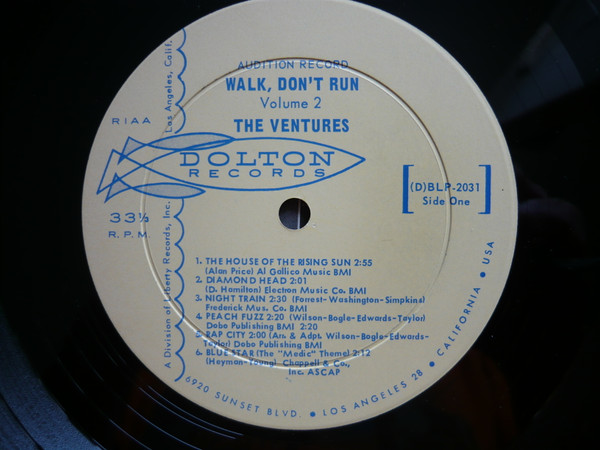 AUDITION RECORD
WALK, DON'T RUN
Volume 2
THE VENTURES
RIAA
DOLTON
RECORDS
33⅓
R.P.M.
(D)BLP-2031
Side One
1. THE HOUSE OF THE RISING SUN 2:55
(Alan Price) Al Gallico Music BMI
2. DIAMOND HEAD 2:01
(D. Hamilton) Electron Music Co. BMI
3. NIGHT TRAIN 2:30 (Forrest-Washington-Simpkins)
Frederick Mus. Co. BMI
4. PEACH FUZZ 2:20 (Wilson-Bogle-Edwards-Taylor)
Dobo Publishing BMI 2:20
5. RAP CITY 2:00 (Arr. & Adpt. Wilson-Bogle-Edwards-
Taylor) Dobo Publishing BMI
6. BLUE STAR (The "Medic" Theme) 2:12
(Heyman-Young) Chappell & Co.,
Inc. ASCAP
A Division of Liberty Records, Inc. Los Angeles, Calif.
6920 SUNSET BLVD. • LOS ANGELES 28 • CALIFORNIA • USA